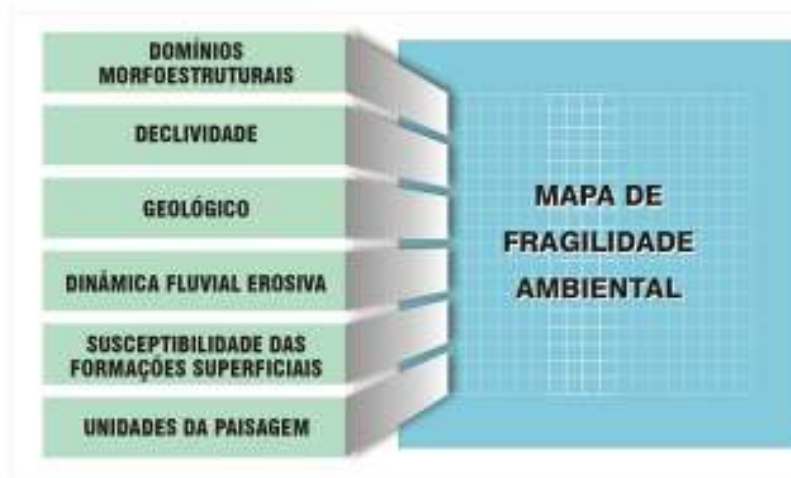 DOMÍNIOS
MORFOESTRUTURAIS
DECLIVIDADE
GEOLÓGICO
DINÂMICA FLUVIAL EROSIVA
SUSCEPTIBILIDADE DAS
FORMAÇÕES SUPERFICIAIS
UNIDADES DA PAISAGEM
MAPA DE
FRAGILIDADE
AMBIENTAL